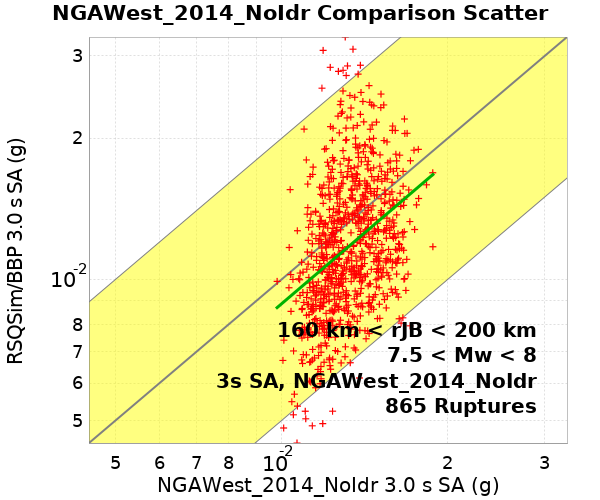 NGAWest_2014_NoIdr Comparison Scatter
RSQSim/BBP 3.0 s SA (g)
3
2
10-2
8
7
6
5
160 km < rJB < 200 km
7.5 < Mw < 8
3s SA, NGAWest_2014_NoIdr
865 Ruptures
5 6 7 8 10-2 2 3
NGAWest_2014_NoIdr 3.0 s SA (g)